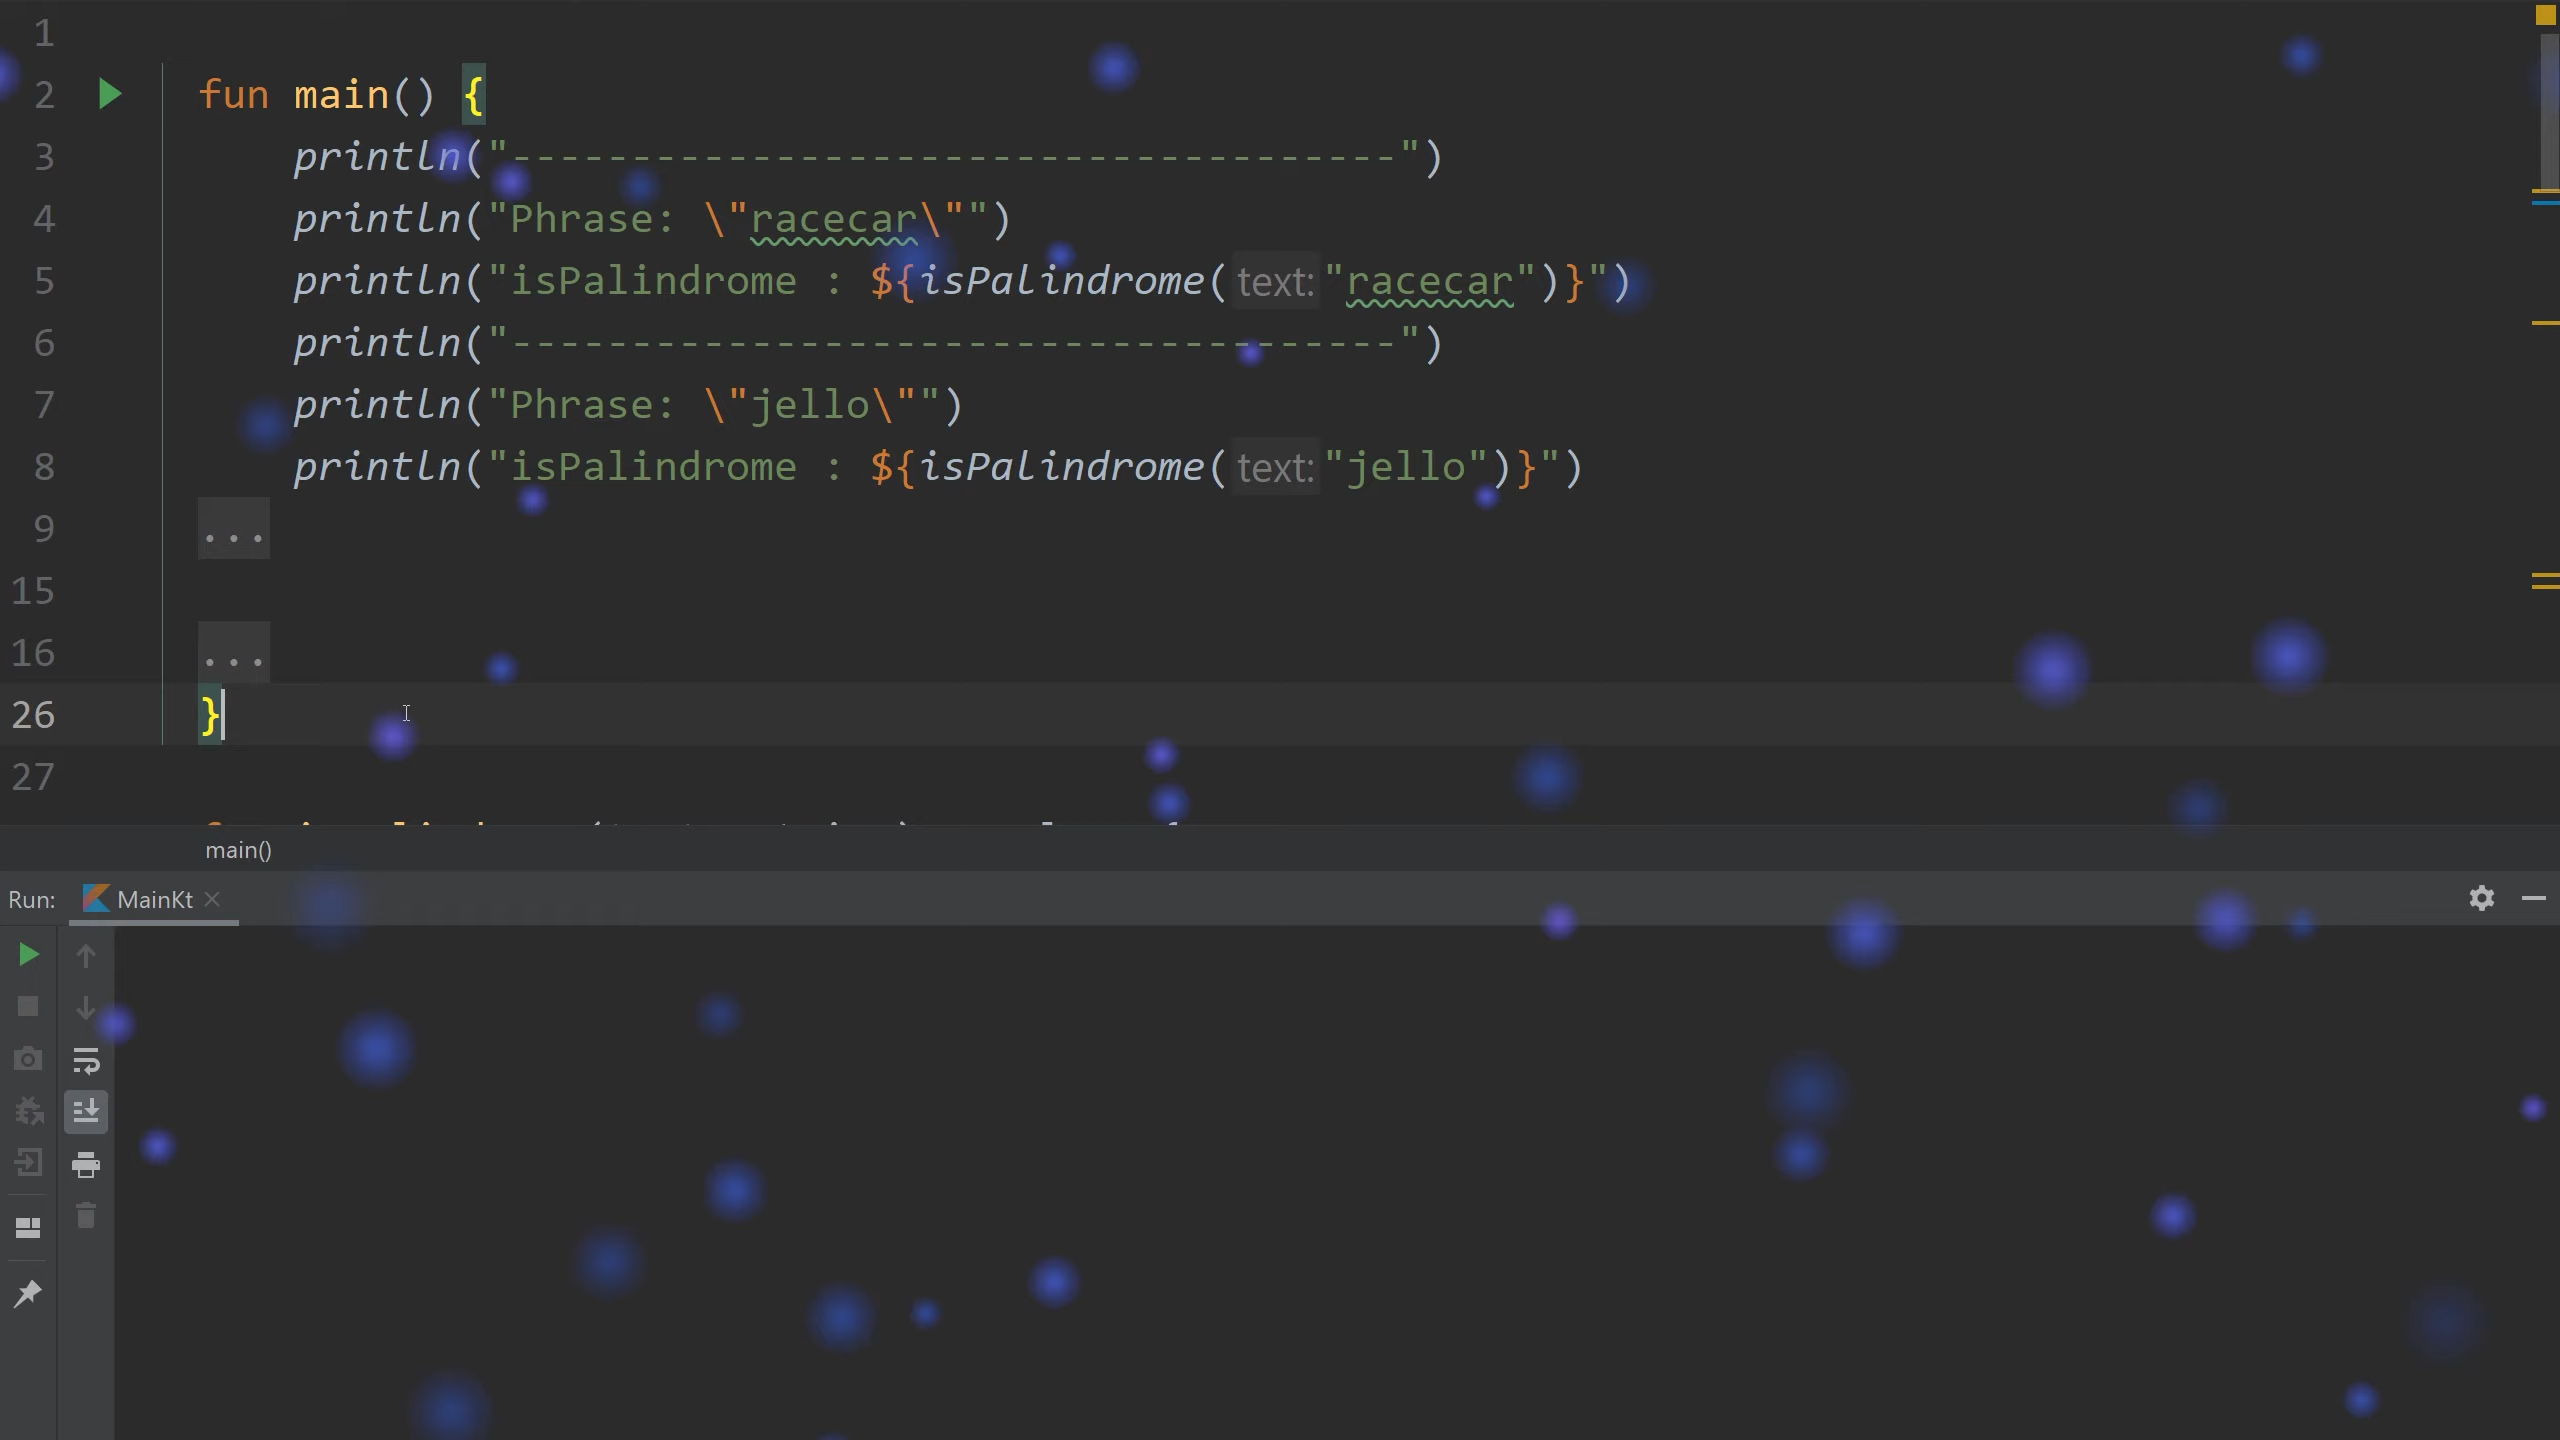 1
2 fun main() {
3 println("-------------------------------------")
4 println("Phrase: \"racecar\"")
5 println("isPalindrome : ${isPalindrome( text: "racecar")}")
6 println("-------------------------------------")
7 println("Phrase: \"jello\"")
8 println("isPalindrome : ${isPalindrome( text: "jello")}")
9 ...
15
16 ...
26 }
27
main()
Run: MainKt